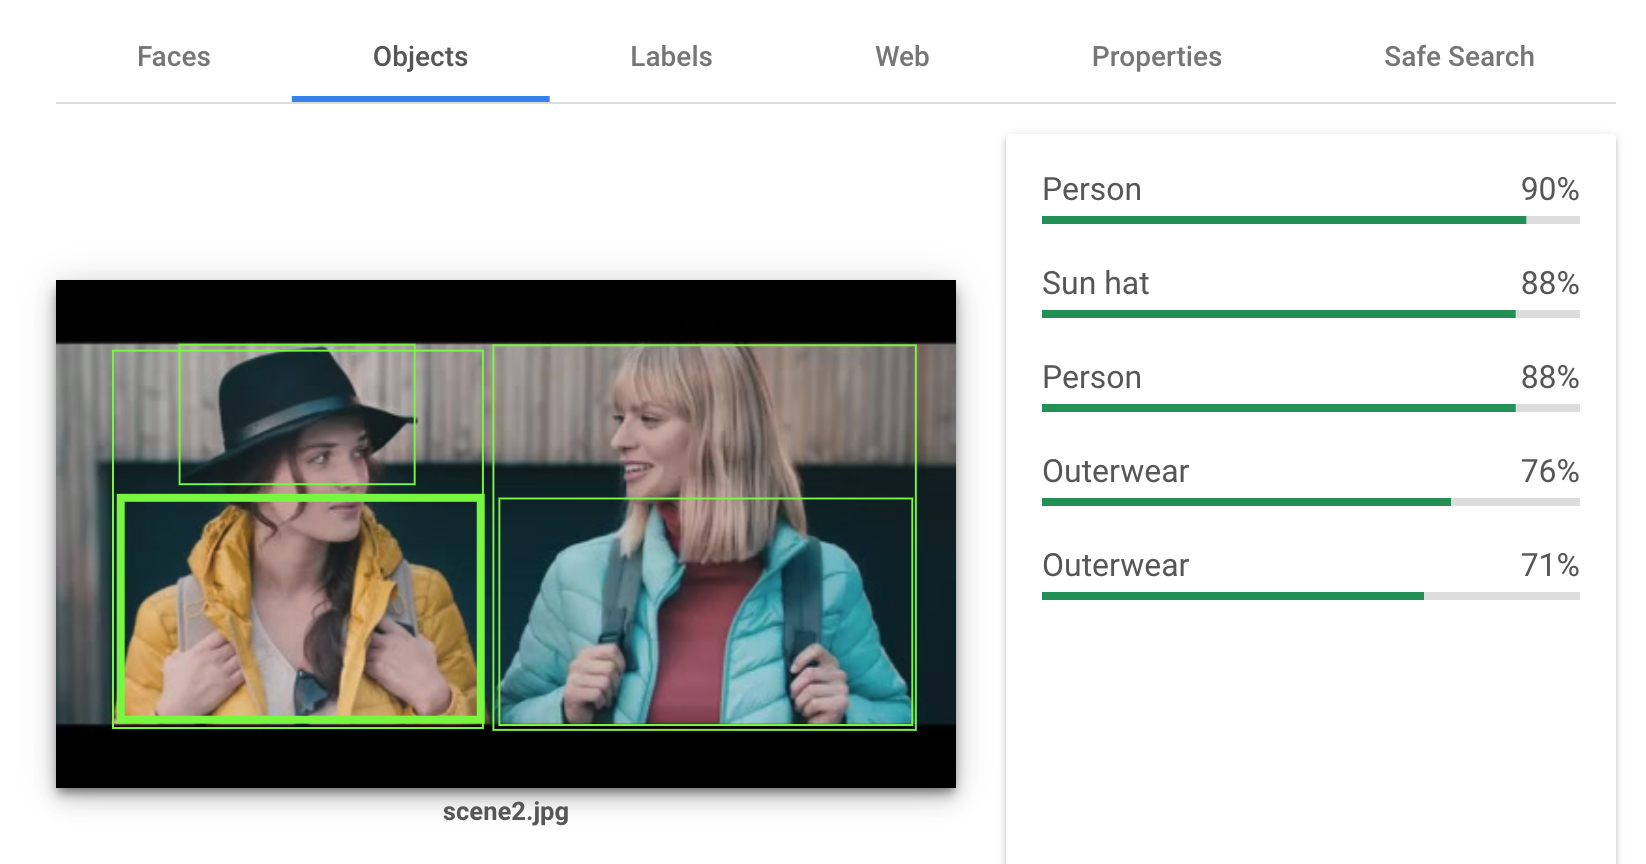 Faces Objects Labels Web Properties Safe Search
Person 90%
Sun hat 88%
Person 88%
Outerwear 76%
Outerwear 71%
scene2.jpg